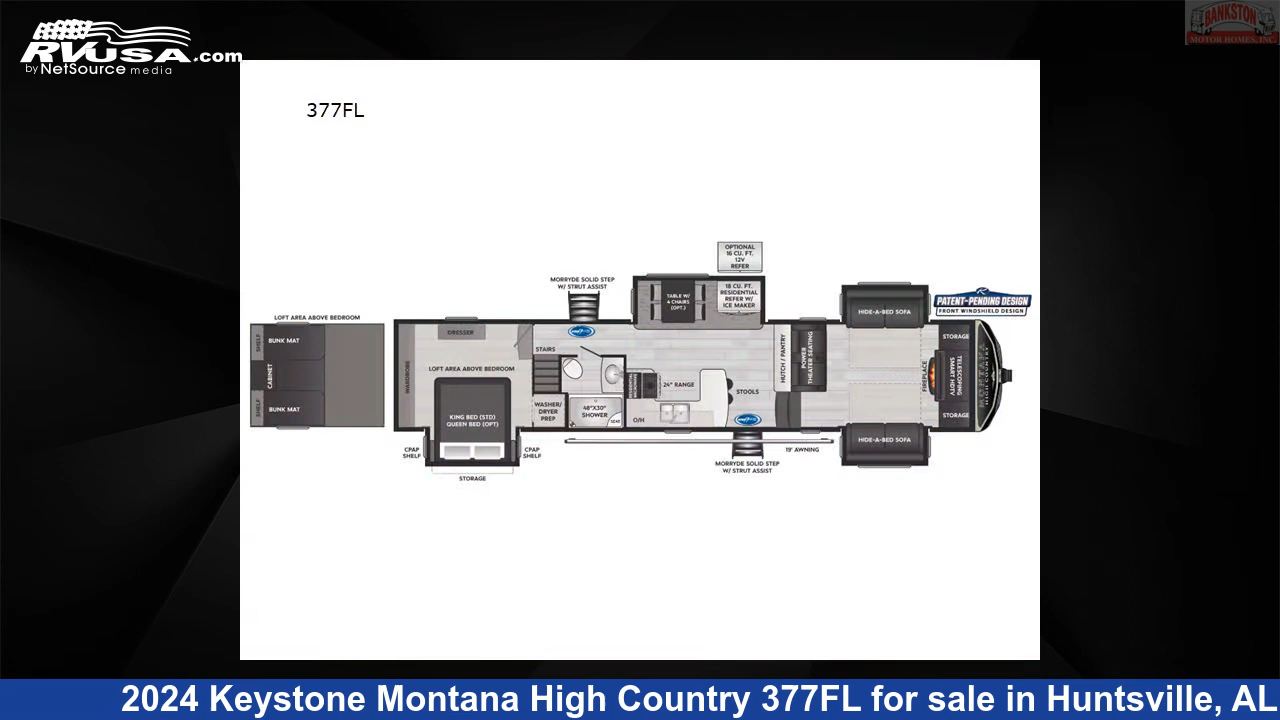 RVUSA.com
by NetSource media
BANKSTON
MOTOR HOMES, INC.
377FL
OPTIONAL
16 CU. FT.
12V
REFER
MORRYDE SOLID STEP
W/ STRUT ASSIST
TABLE W/
4 CHAIRS
(OPT.)
18 CU. FT.
RESIDENTIAL
REFER W/
ICE MAKER
HIDE-A-BED SOFA
PATENT-PENDING DESIGN
FRONT WINDSHIELD DESIGN
LOFT AREA ABOVE BEDROOM
SHELF
BUNK MAT
CABINET
SHELF
BUNK MAT
DRESSER
WARDROBE
LOFT AREA ABOVE BEDROOM
KING BED (STD)
QUEEN BED (OPT)
CPAP
SHELF
CPAP
SHELF
STORAGE
STAIRS
WASHER/
DRYER
PREP
48"X30"
SHOWER
SEAT
24" RANGE
O/H
STOOLS
HUTCH / PANTRY
POWER
THEATER SEATING
FIREPLACE
TELESCOPING
SMART HDTV
STORAGE
STORAGE
MONTANA
HIGH COUNTRY
HIDE-A-BED SOFA
19' AWNING
MORRYDE SOLID STEP
W/ STRUT ASSIST
2024 Keystone Montana High Country 377FL for sale in Huntsville, AL